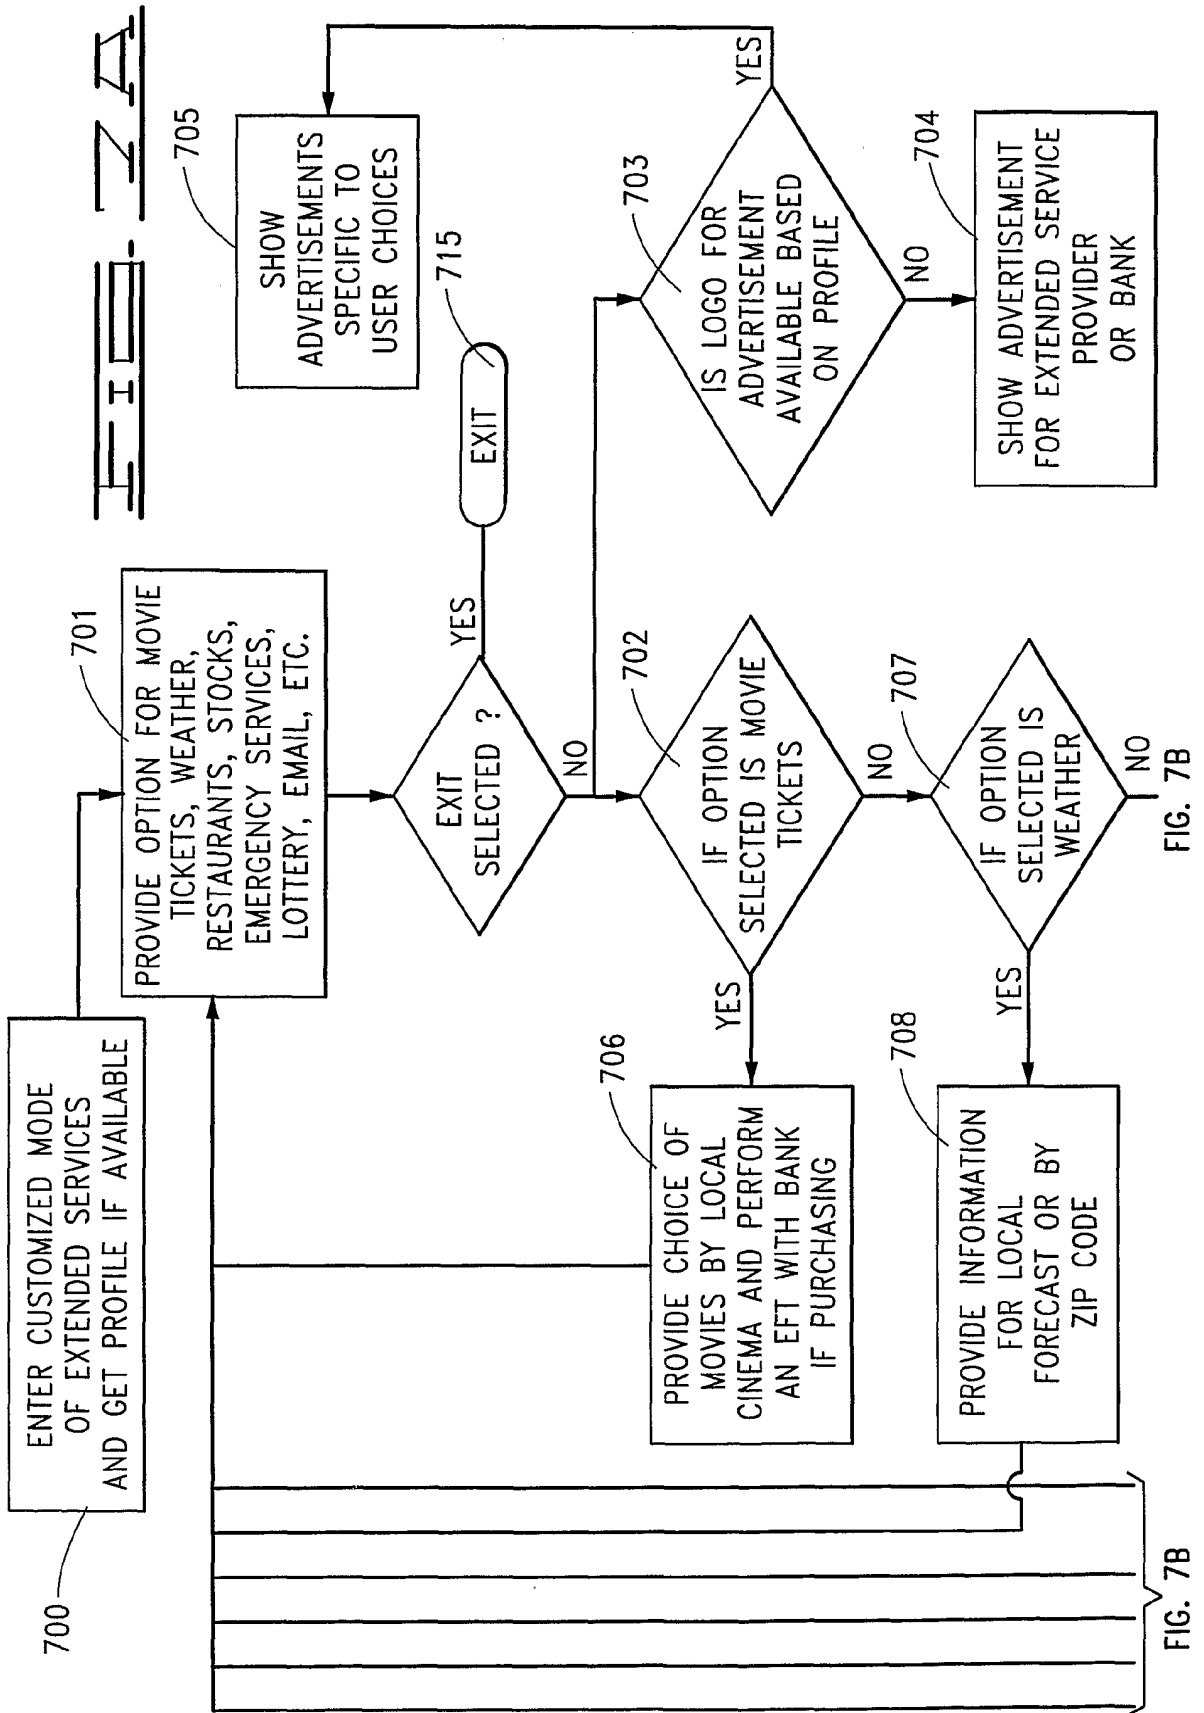 FIG. 7A
700
ENTER CUSTOMIZED MODE
OF EXTENDED SERVICES
AND GET PROFILE IF AVAILABLE
701
PROVIDE OPTION FOR MOVIE
TICKETS, WEATHER,
RESTAURANTS, STOCKS,
EMERGENCY SERVICES,
LOTTERY, EMAIL, ETC.
EXIT
SELECTED ?
YES
EXIT
715
NO
702
IF OPTION
SELECTED IS MOVIE
TICKETS
YES
NO
706
PROVIDE CHOICE OF
MOVIES BY LOCAL
CINEMA AND PERFORM
AN EFT WITH BANK
IF PURCHASING
707
IF OPTION
SELECTED IS
WEATHER
YES
NO
708
PROVIDE INFORMATION
FOR LOCAL
FORECAST OR BY
ZIP CODE
703
IS LOGO FOR
ADVERTISEMENT
AVAILABLE BASED
ON PROFILE
YES
NO
705
SHOW
ADVERTISEMENTS
SPECIFIC TO
USER CHOICES
704
SHOW ADVERTISEMENT
FOR EXTENDED SERVICE
PROVIDER
OR BANK
FIG. 7B
FIG. 7B